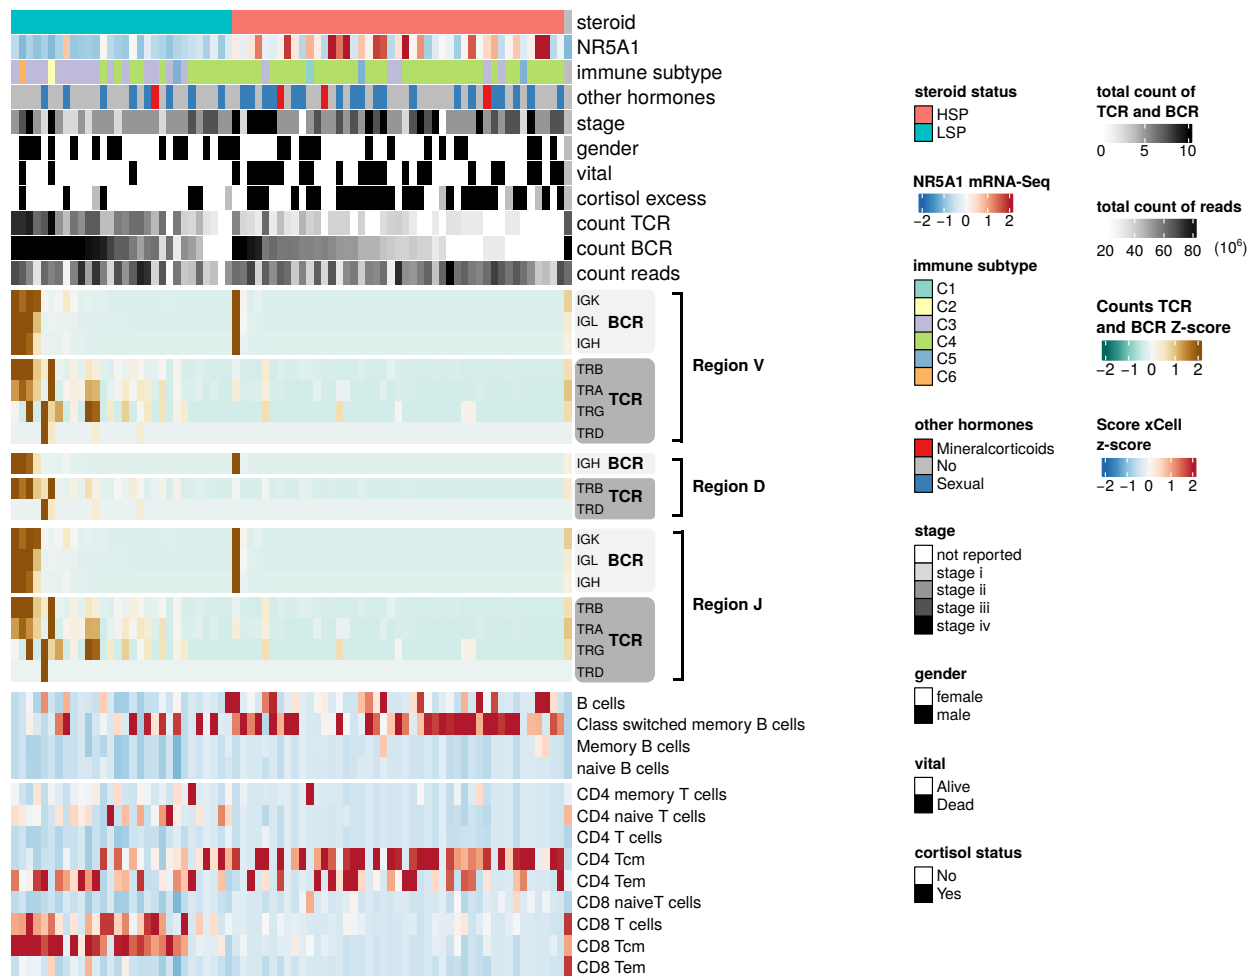 steroid
NR5A1
immune subtype
other hormones
stage
gender
vital
cortisol excess
count TCR
count BCR
count reads
IGK
IGL BCR
IGH
TRB
TRA
TCR
TRG
TRD
Region V
IGH BCR
TRB
TCR
TRD
Region D
IGK
IGL BCR
IGH
TRB
TRA
TCR
TRG
TRD
Region J
B cells
Class switched memory B cells
Memory B cells
naive B cells
CD4 memory T cells
CD4 naive T cells
CD4 T cells
CD4 Tcm
CD4 Tem
CD8 naiveT cells
CD8 T cells
CD8 Tcm
CD8 Tem
steroid status
HSP
LSP
NR5A1 mRNA-Seq
−2 −1 0 1 2
immune subtype
C1
C2
C3
C4
C5
C6
other hormones
Mineralcorticoids
No
Sexual
stage
not reported
stage i
stage ii
stage iii
stage iv
gender
female
male
vital
Alive
Dead
cortisol status
No
Yes
total count of
TCR and BCR
0 5 10
total count of reads
20 40 60 80 (10⁶)
Counts TCR
and BCR Z-score
−2 −1 0 1 2
Score xCell
z-score
−2 −1 0 1 2